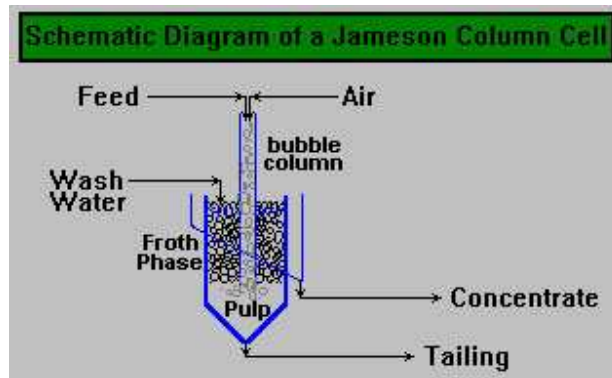 Schematic Diagram of a Jameson Column Cell
Feed
Air
bubble
column
Wash
Water
Froth
Phase
Pulp
Concentrate
Tailing